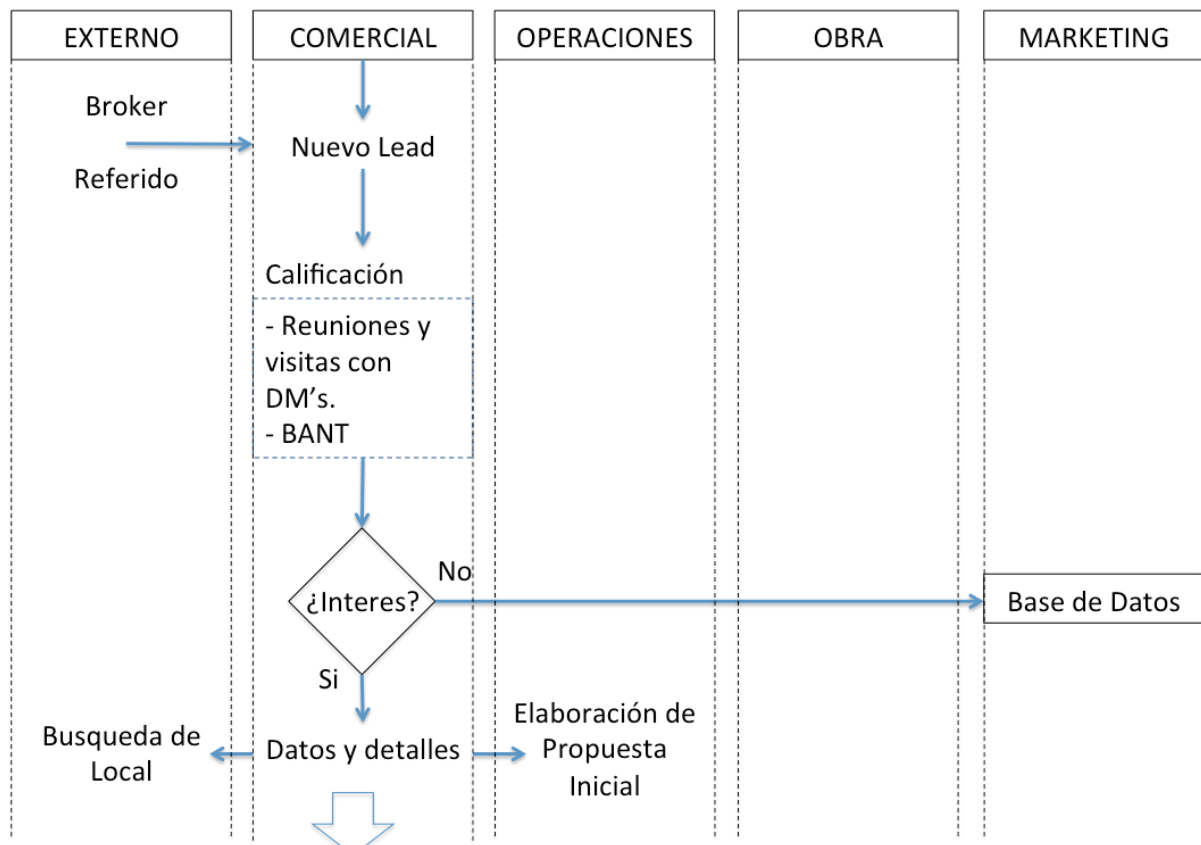 EXTERNO
COMERCIAL
OPERACIONES
OBRA
MARKETING
Broker
Referido
Nuevo Lead
Calificación
- Reuniones y
visitas con
DM’s.
- BANT
¿Interes?
No
Base de Datos
Si
Busqueda de
Local
Datos y detalles
Elaboración de
Propuesta
Inicial